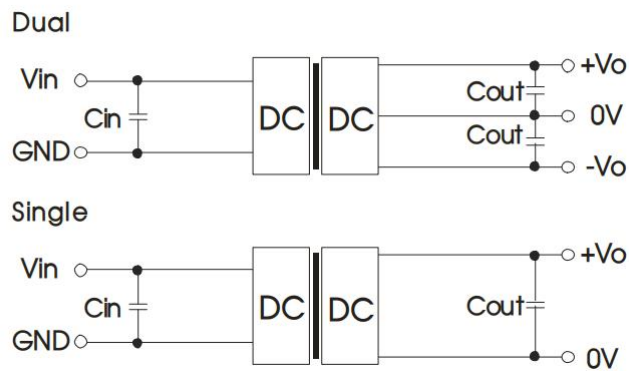 Dual
Vin
Cin
GND
DC DC
Cout
Cout
+Vo
0V
-Vo
Single
Vin
Cin
GND
DC DC
Cout
+Vo
0V